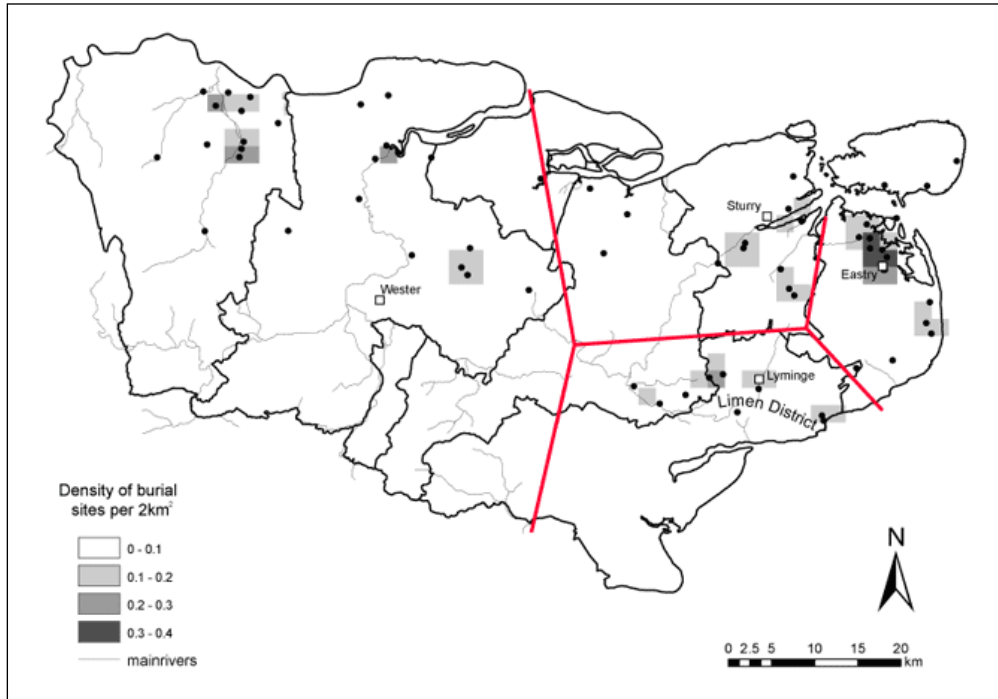 Sturry
Eastry
Wester
Lyminge
Limen District
Density of burial
sites per 2km²
0 - 0.1
0.1 - 0.2
0.2 - 0.3
0.3 - 0.4
mainrivers
N
0 2.5 5 10 15 20
km